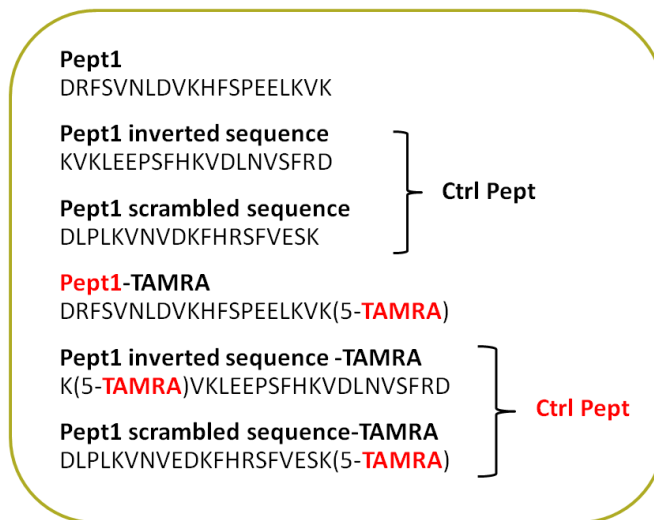 Pept1
DRFSVNLDVKHFSPEELKVK
Pept1 inverted sequence
KVKLEEPSFHKVDLNVSFRD
Pept1 scrambled sequence
DLPLKVNVDKFHRSFVESK
Ctrl Pept
Pept1-TAMRA
DRFSVNLDVKHFSPEELKVK(5-TAMRA)
Pept1 inverted sequence -TAMRA
K(5-TAMRA)VKLEEPSFHKVDLNVSFRD
Pept1 scrambled sequence-TAMRA
DLPLKVNVEDKFHRSFVESK(5-TAMRA)
Ctrl Pept